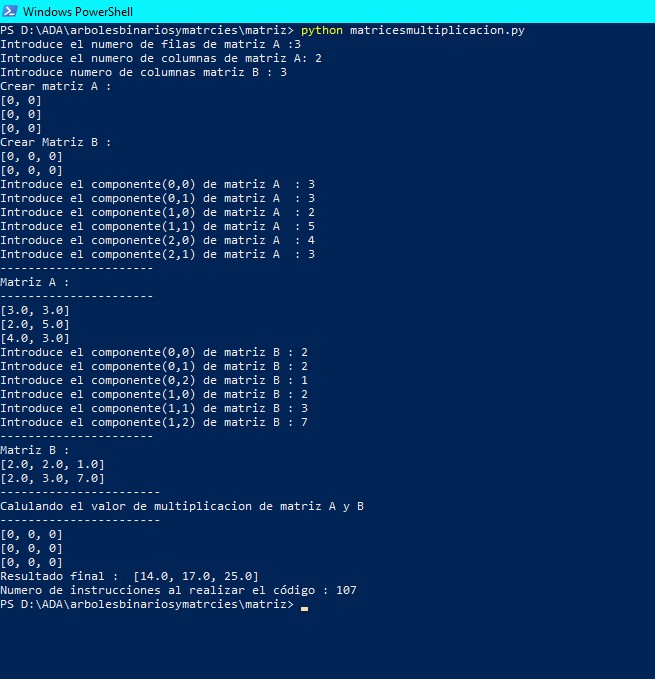 Windows PowerShell
PS D:\ADA\arbolesbinariosymatrcies\matriz> python matricesmultiplicacion.py
Introduce el numero de filas de matriz A :3
Introduce el numero de columnas de matriz A: 2
Introduce numero de columnas matriz B : 3
Crear matriz A :
[0, 0]
[0, 0]
[0, 0]
Crear Matriz B :
[0, 0, 0]
[0, 0, 0]
Introduce el componente(0,0) de matriz A  : 3
Introduce el componente(0,1) de matriz A  : 3
Introduce el componente(1,0) de matriz A  : 2
Introduce el componente(1,1) de matriz A  : 5
Introduce el componente(2,0) de matriz A  : 4
Introduce el componente(2,1) de matriz A  : 3
----------------------
Matriz A :
----------------------
[3.0, 3.0]
[2.0, 5.0]
[4.0, 3.0]
Introduce el componente(0,0) de matriz B : 2
Introduce el componente(0,1) de matriz B : 2
Introduce el componente(0,2) de matriz B : 1
Introduce el componente(1,0) de matriz B : 2
Introduce el componente(1,1) de matriz B : 3
Introduce el componente(1,2) de matriz B : 7
----------------------
Matriz B :
[2.0, 2.0, 1.0]
[2.0, 3.0, 7.0]
-----------------------
Calulando el valor de multiplicacion de matriz A y B
-----------------------
[0, 0, 0]
[0, 0, 0]
[0, 0, 0]
Resultado final :  [14.0, 17.0, 25.0]
Numero de instrucciones al realizar el código : 107
PS D:\ADA\arbolesbinariosymatrcies\matriz>